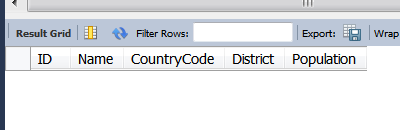 Result Grid Filter Rows: Export: Wrap
ID Name CountryCode District Population